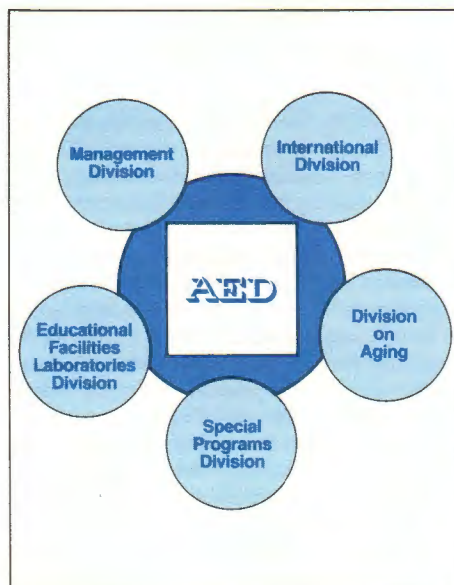 Management
Division
International
Division
AED
Educational
Facilities
Laboratories
Division
Division
on
Aging
Special
Programs
Division